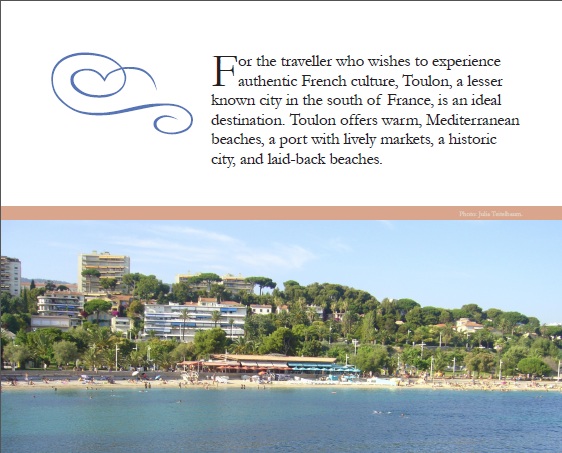 For the traveller who wishes to experience
authentic French culture, Toulon, a lesser
known city in the south of France, is an ideal
destination. Toulon offers warm, Mediterranean
beaches, a port with lively markets, a historic
city, and laid-back beaches.
Photo: Julia